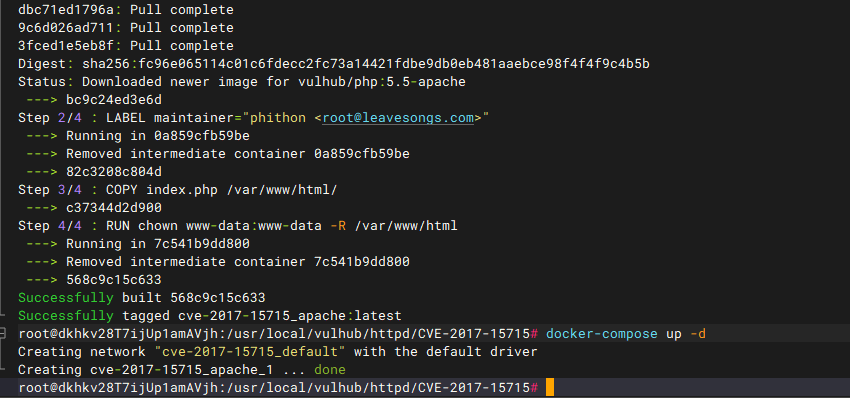 dbc71ed1796a: Pull complete
9c6d026ad711: Pull complete
3fced1e5eb8f: Pull complete
Digest: sha256:fc96e065114c01c6fdecc2fc73a14421fdbe9db0eb481aaebce98f4f4f9c4b5b
Status: Downloaded newer image for vulhub/php:5.5-apache
 ---> bc9c24ed3e6d
Step 2/4 : LABEL maintainer="phithon <root@leavesongs.com>"
 ---> Running in 0a859cfb59be
 ---> Removed intermediate container 0a859cfb59be
 ---> 82c3208c804d
Step 3/4 : COPY index.php /var/www/html/
 ---> c37344d2d900
Step 4/4 : RUN chown www-data:www-data -R /var/www/html
 ---> Running in 7c541b9dd800
 ---> Removed intermediate container 7c541b9dd800
 ---> 568c9c15c633
Successfully built 568c9c15c633
Successfully tagged cve-2017-15715_apache:latest
root@dkhkv28T7ijUp1amAVjh:/usr/local/vulhub/httpd/CVE-2017-15715# docker-compose up -d
Creating network "cve-2017-15715_default" with the default driver
Creating cve-2017-15715_apache_1 ... done
root@dkhkv28T7ijUp1amAVjh:/usr/local/vulhub/httpd/CVE-2017-15715#